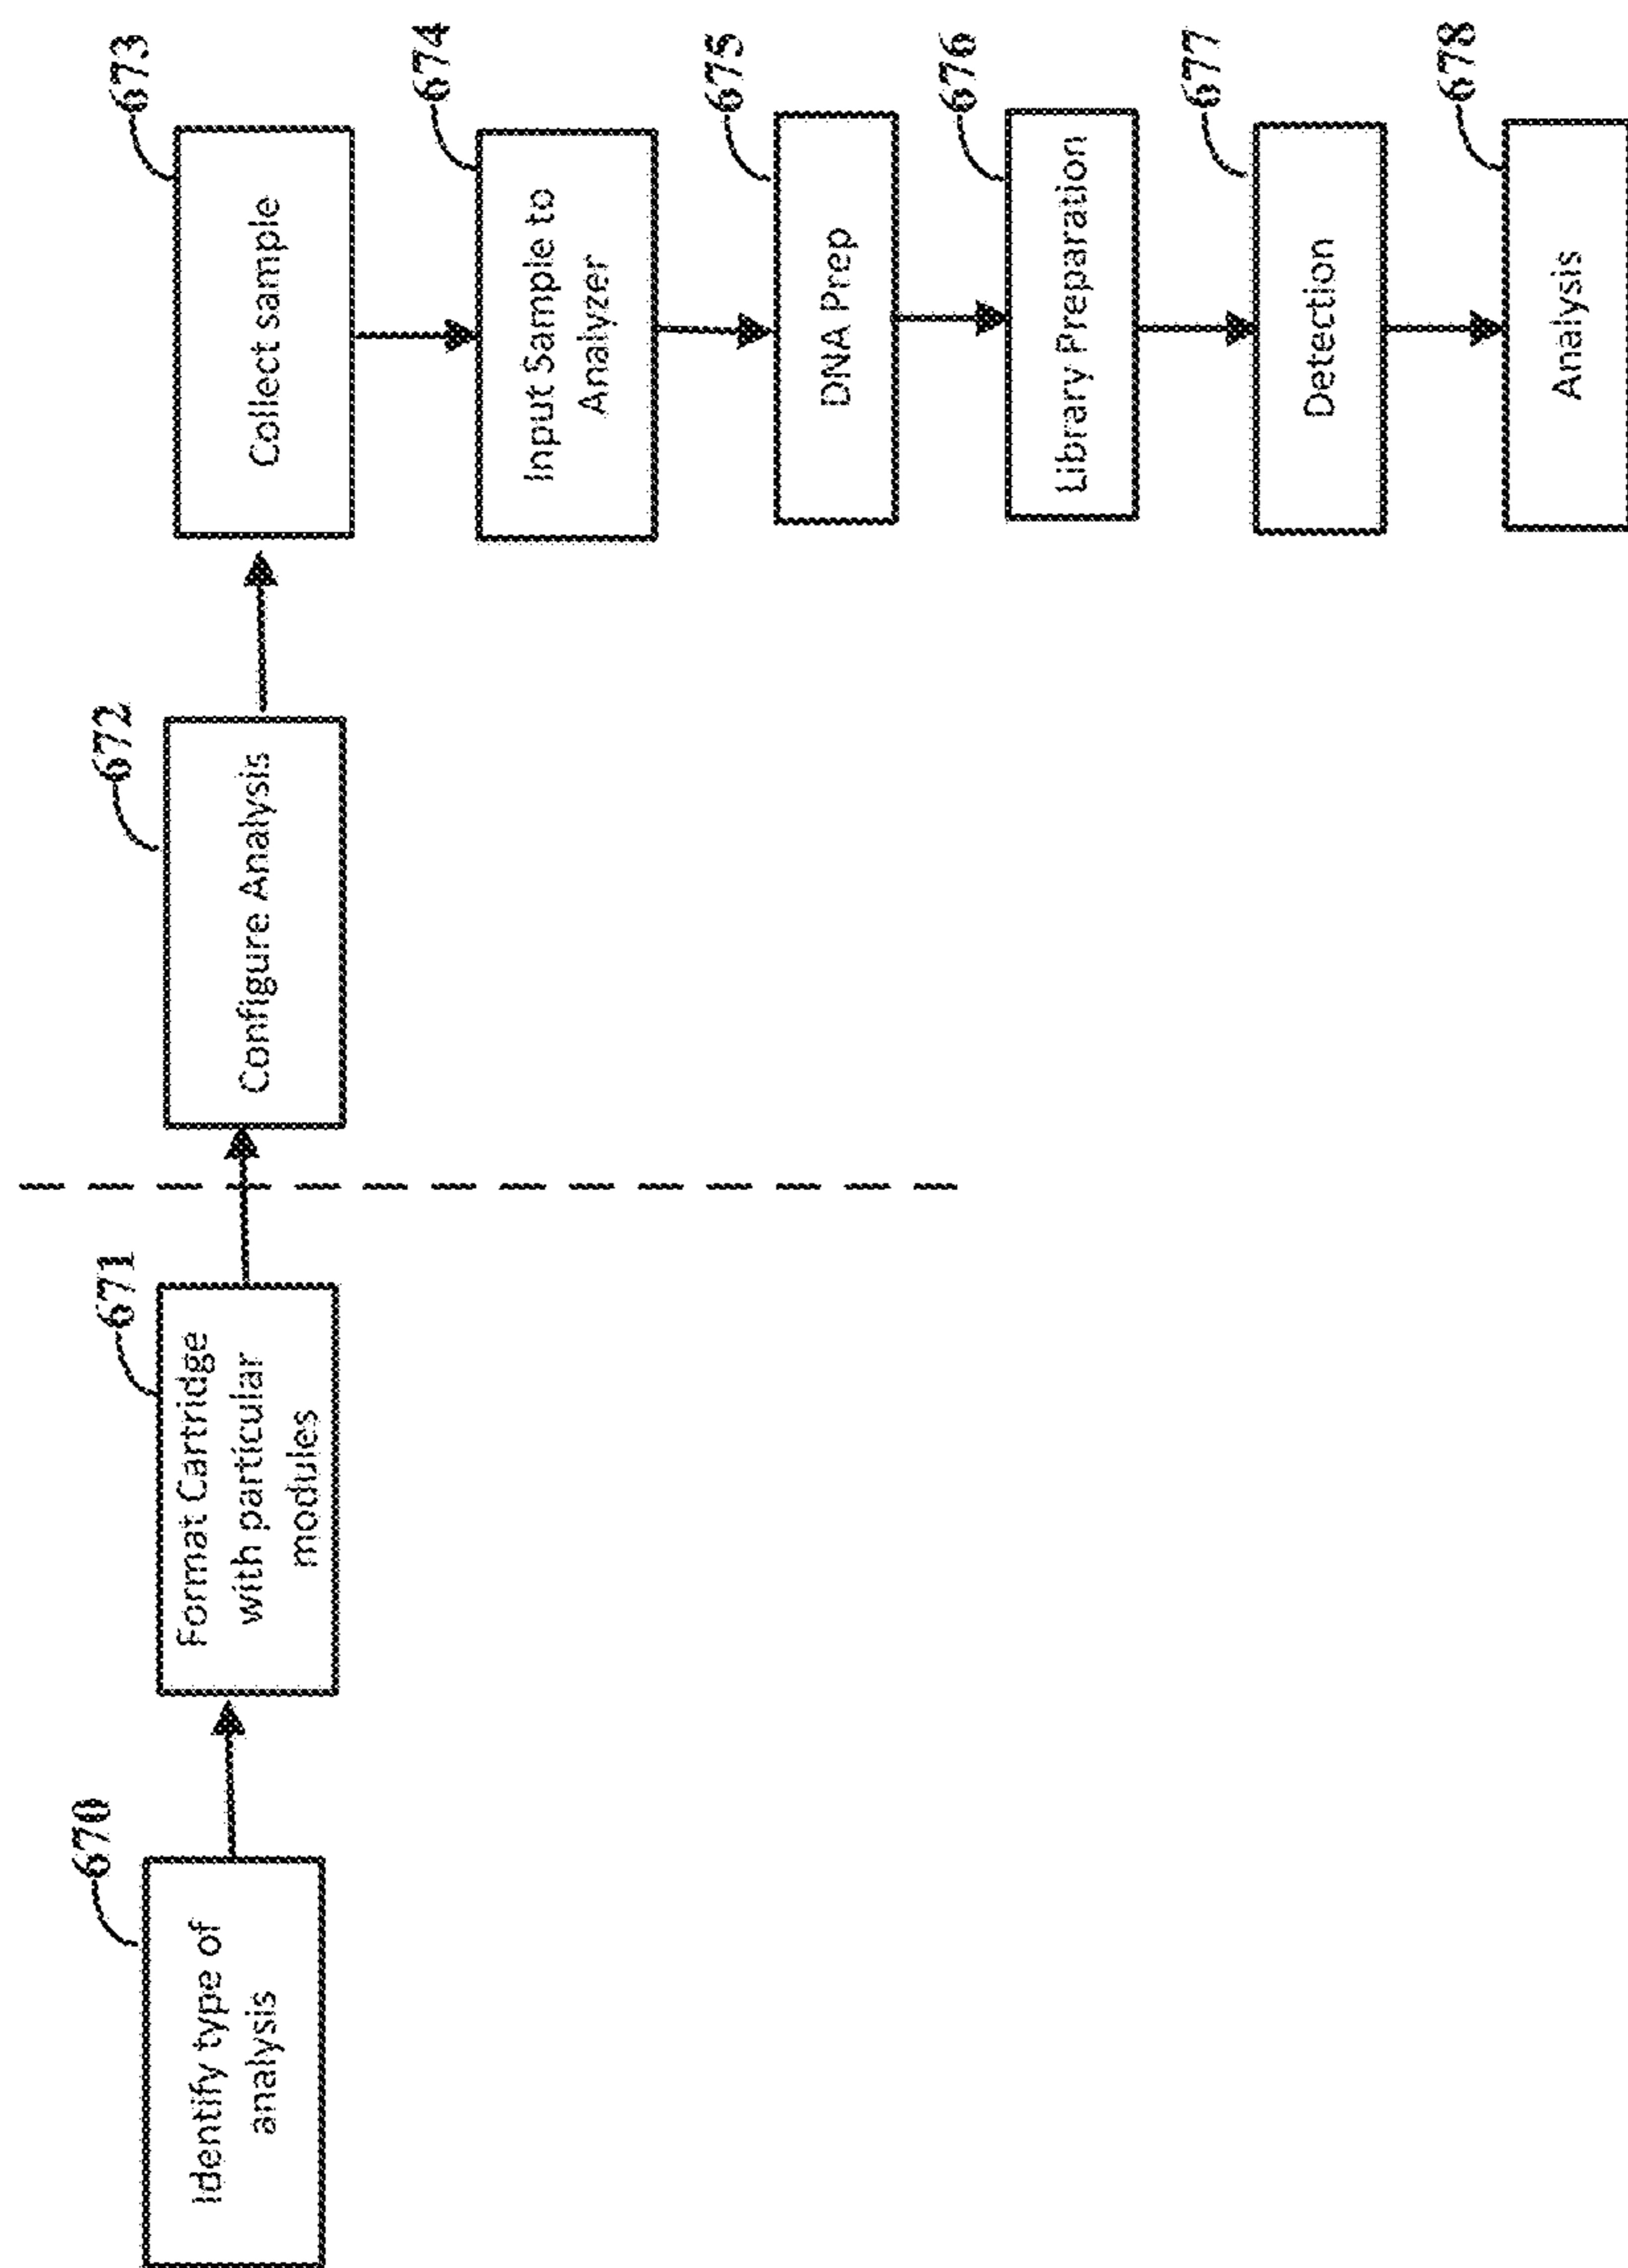 670
Identify type of
analysis
671
Format Cartridge
with particular
modules
672
Configure Analysis
673
Collect sample
674
Input Sample to
Analyzer
675
DNA Prep
676
Library Preparation
677
Detection
678
Analysis